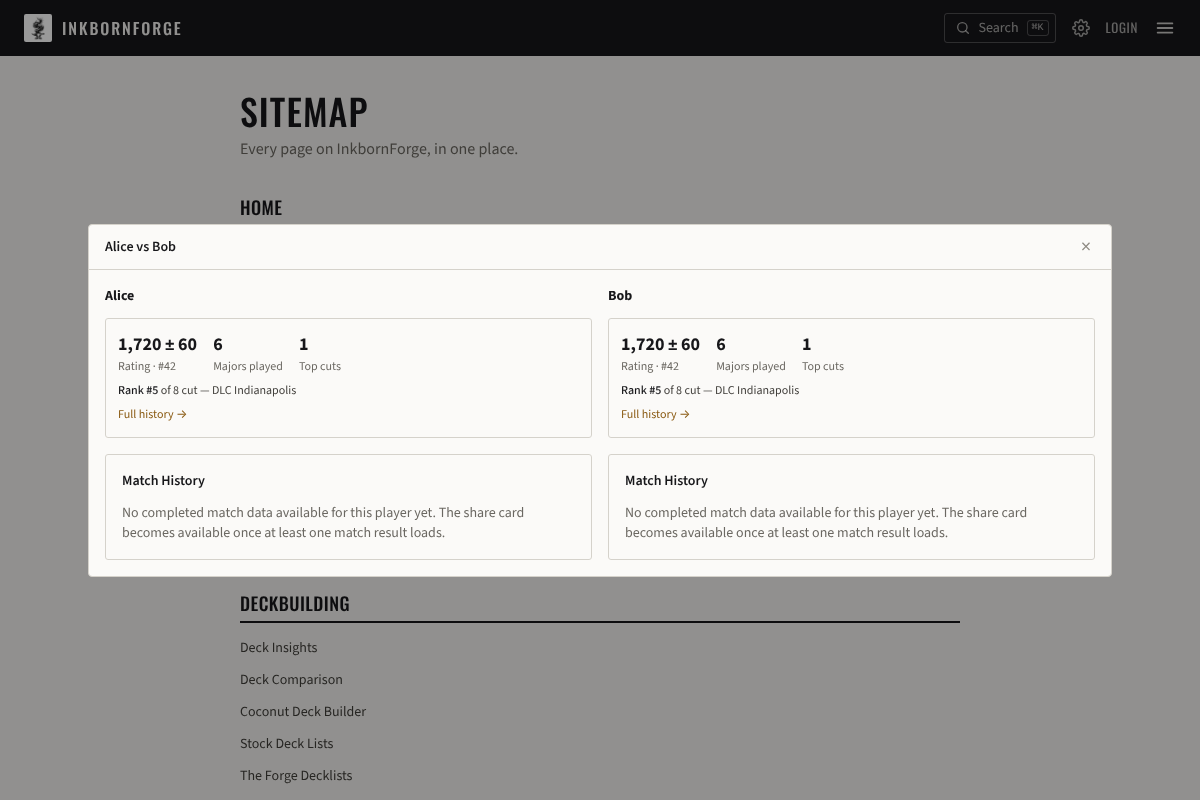 INKBORNFORGE
Search ⌘K
LOGIN
SITEMAP
Every page on InkbornForge, in one place.
HOME
Alice vs Bob ×
Alice
1,720 ± 60 6 1
Rating · #42 Majors played Top cuts
Rank #5 of 8 cut — DLC Indianapolis
Full history →
Match History
No completed match data available for this player yet. The share card
becomes available once at least one match result loads.
Bob
1,720 ± 60 6 1
Rating · #42 Majors played Top cuts
Rank #5 of 8 cut — DLC Indianapolis
Full history →
Match History
No completed match data available for this player yet. The share card
becomes available once at least one match result loads.
DECKBUILDING
Deck Insights
Deck Comparison
Coconut Deck Builder
Stock Deck Lists
The Forge Decklists